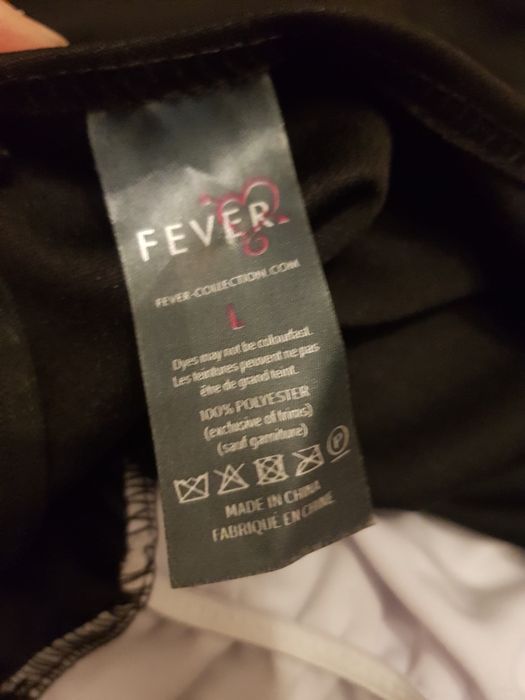 FEVER
FEVER-COLLECTION.COM
L
Dyes may not be colourfast.
Les teintures peuvent ne pas
être de grand teint.
100% POLYESTER
(exclusive of trims)
(sauf garniture)
P
MADE IN CHINA
FABRIQUÉ EN CHINE